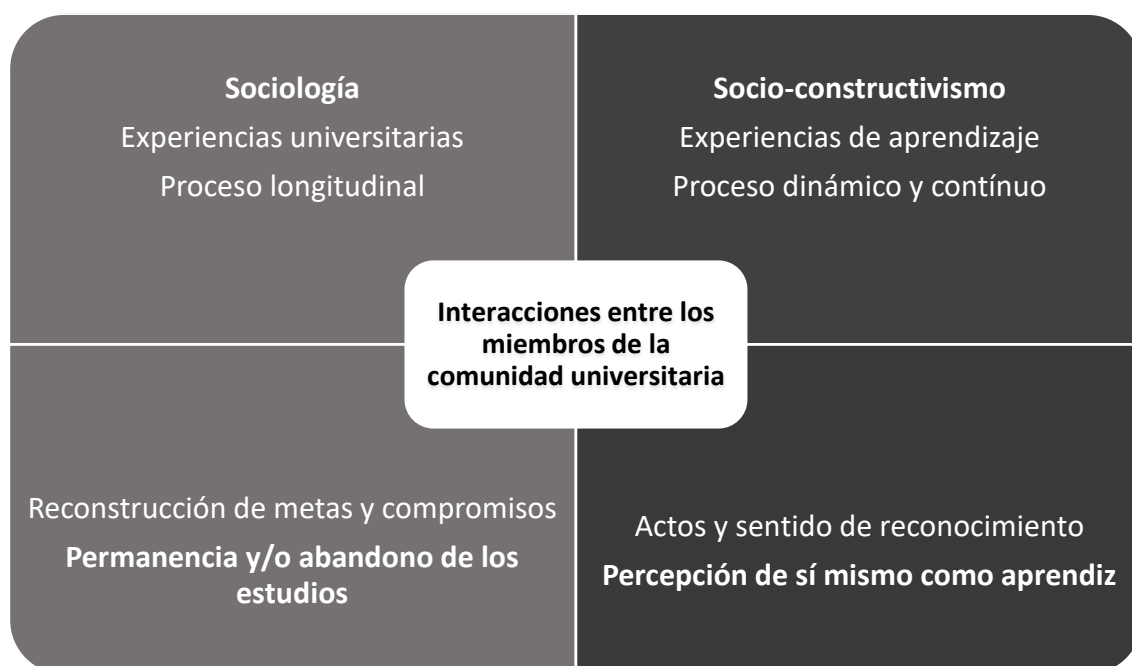 Sociología
Experiencias universitarias
Proceso longitudinal
Socio-constructivismo
Experiencias de aprendizaje
Proceso dinámico y contínuo
Interacciones entre los
miembros de la
comunidad universitaria
Reconstrucción de metas y compromisos
Permanencia y/o abandono de los
estudios
Actos y sentido de reconocimiento
Percepción de sí mismo como aprendiz